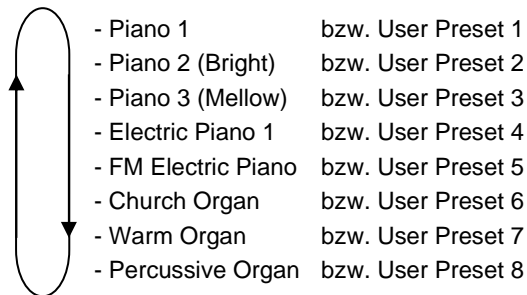 - Piano 1 bzw. User Preset 1
- Piano 2 (Bright) bzw. User Preset 2
- Piano 3 (Mellow) bzw. User Preset 3
- Electric Piano 1 bzw. User Preset 4
- FM Electric Piano bzw. User Preset 5
- Church Organ bzw. User Preset 6
- Warm Organ bzw. User Preset 7
- Percussive Organ bzw. User Preset 8